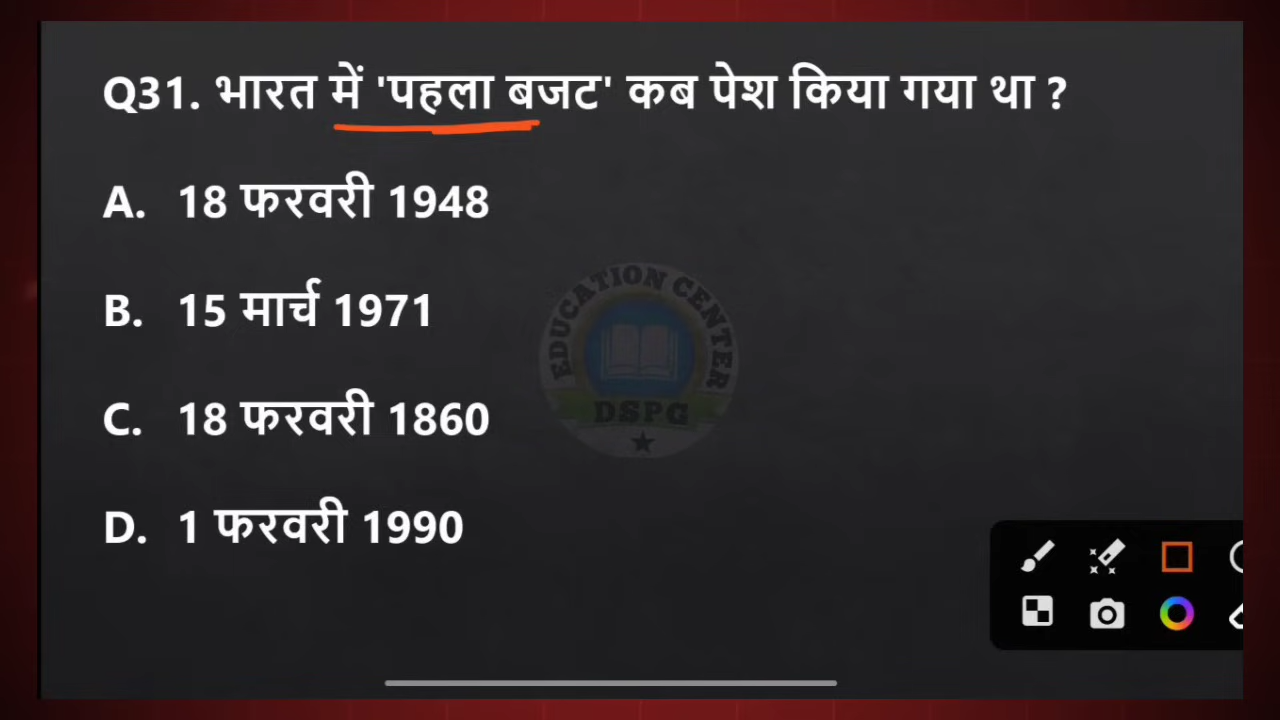 Q31. भारत में 'पहला बजट' कब पेश किया गया था ?
A. 18 फरवरी 1948
B. 15 मार्च 1971
C. 18 फरवरी 1860
D. 1 फरवरी 1990
EDUCATION CENTER
DSPG